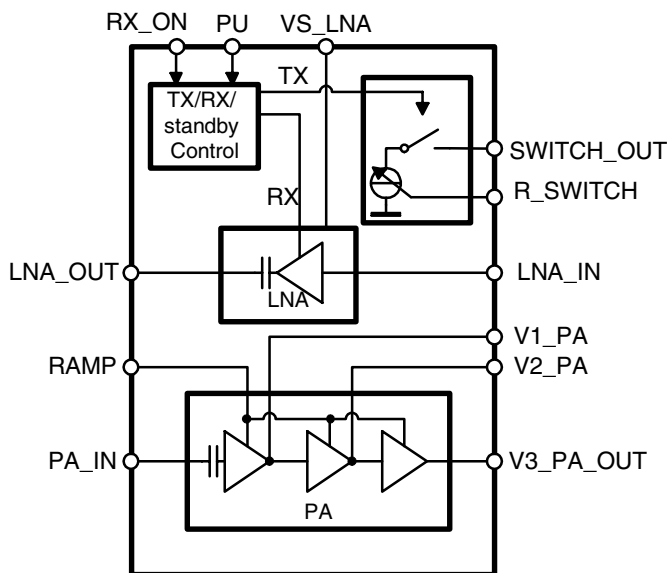 RX_ON PU VS_LNA
TX/RX/
standby
Control
TX
SWITCH_OUT
R_SWITCH
RX
LNA_OUT
LNA
LNA_IN
V1_PA
RAMP
V2_PA
PA_IN
V3_PA_OUT
PA